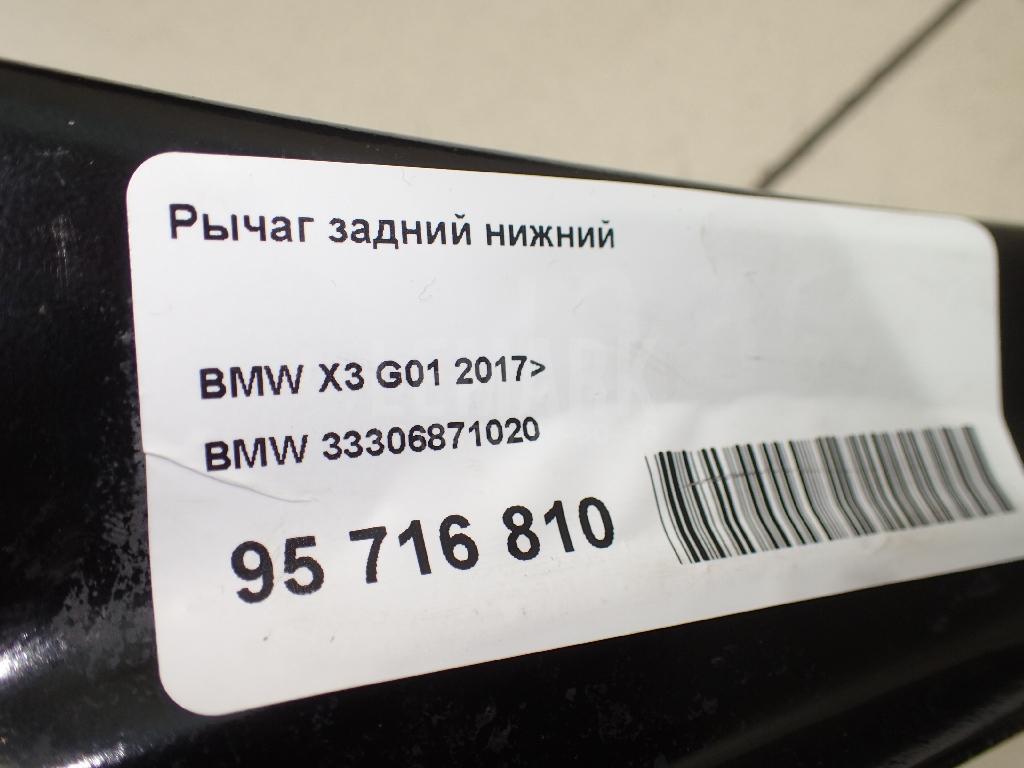 Рычаг задний нижний
BMW X3 G01 2017>
BMW 33306871020
95 716 810